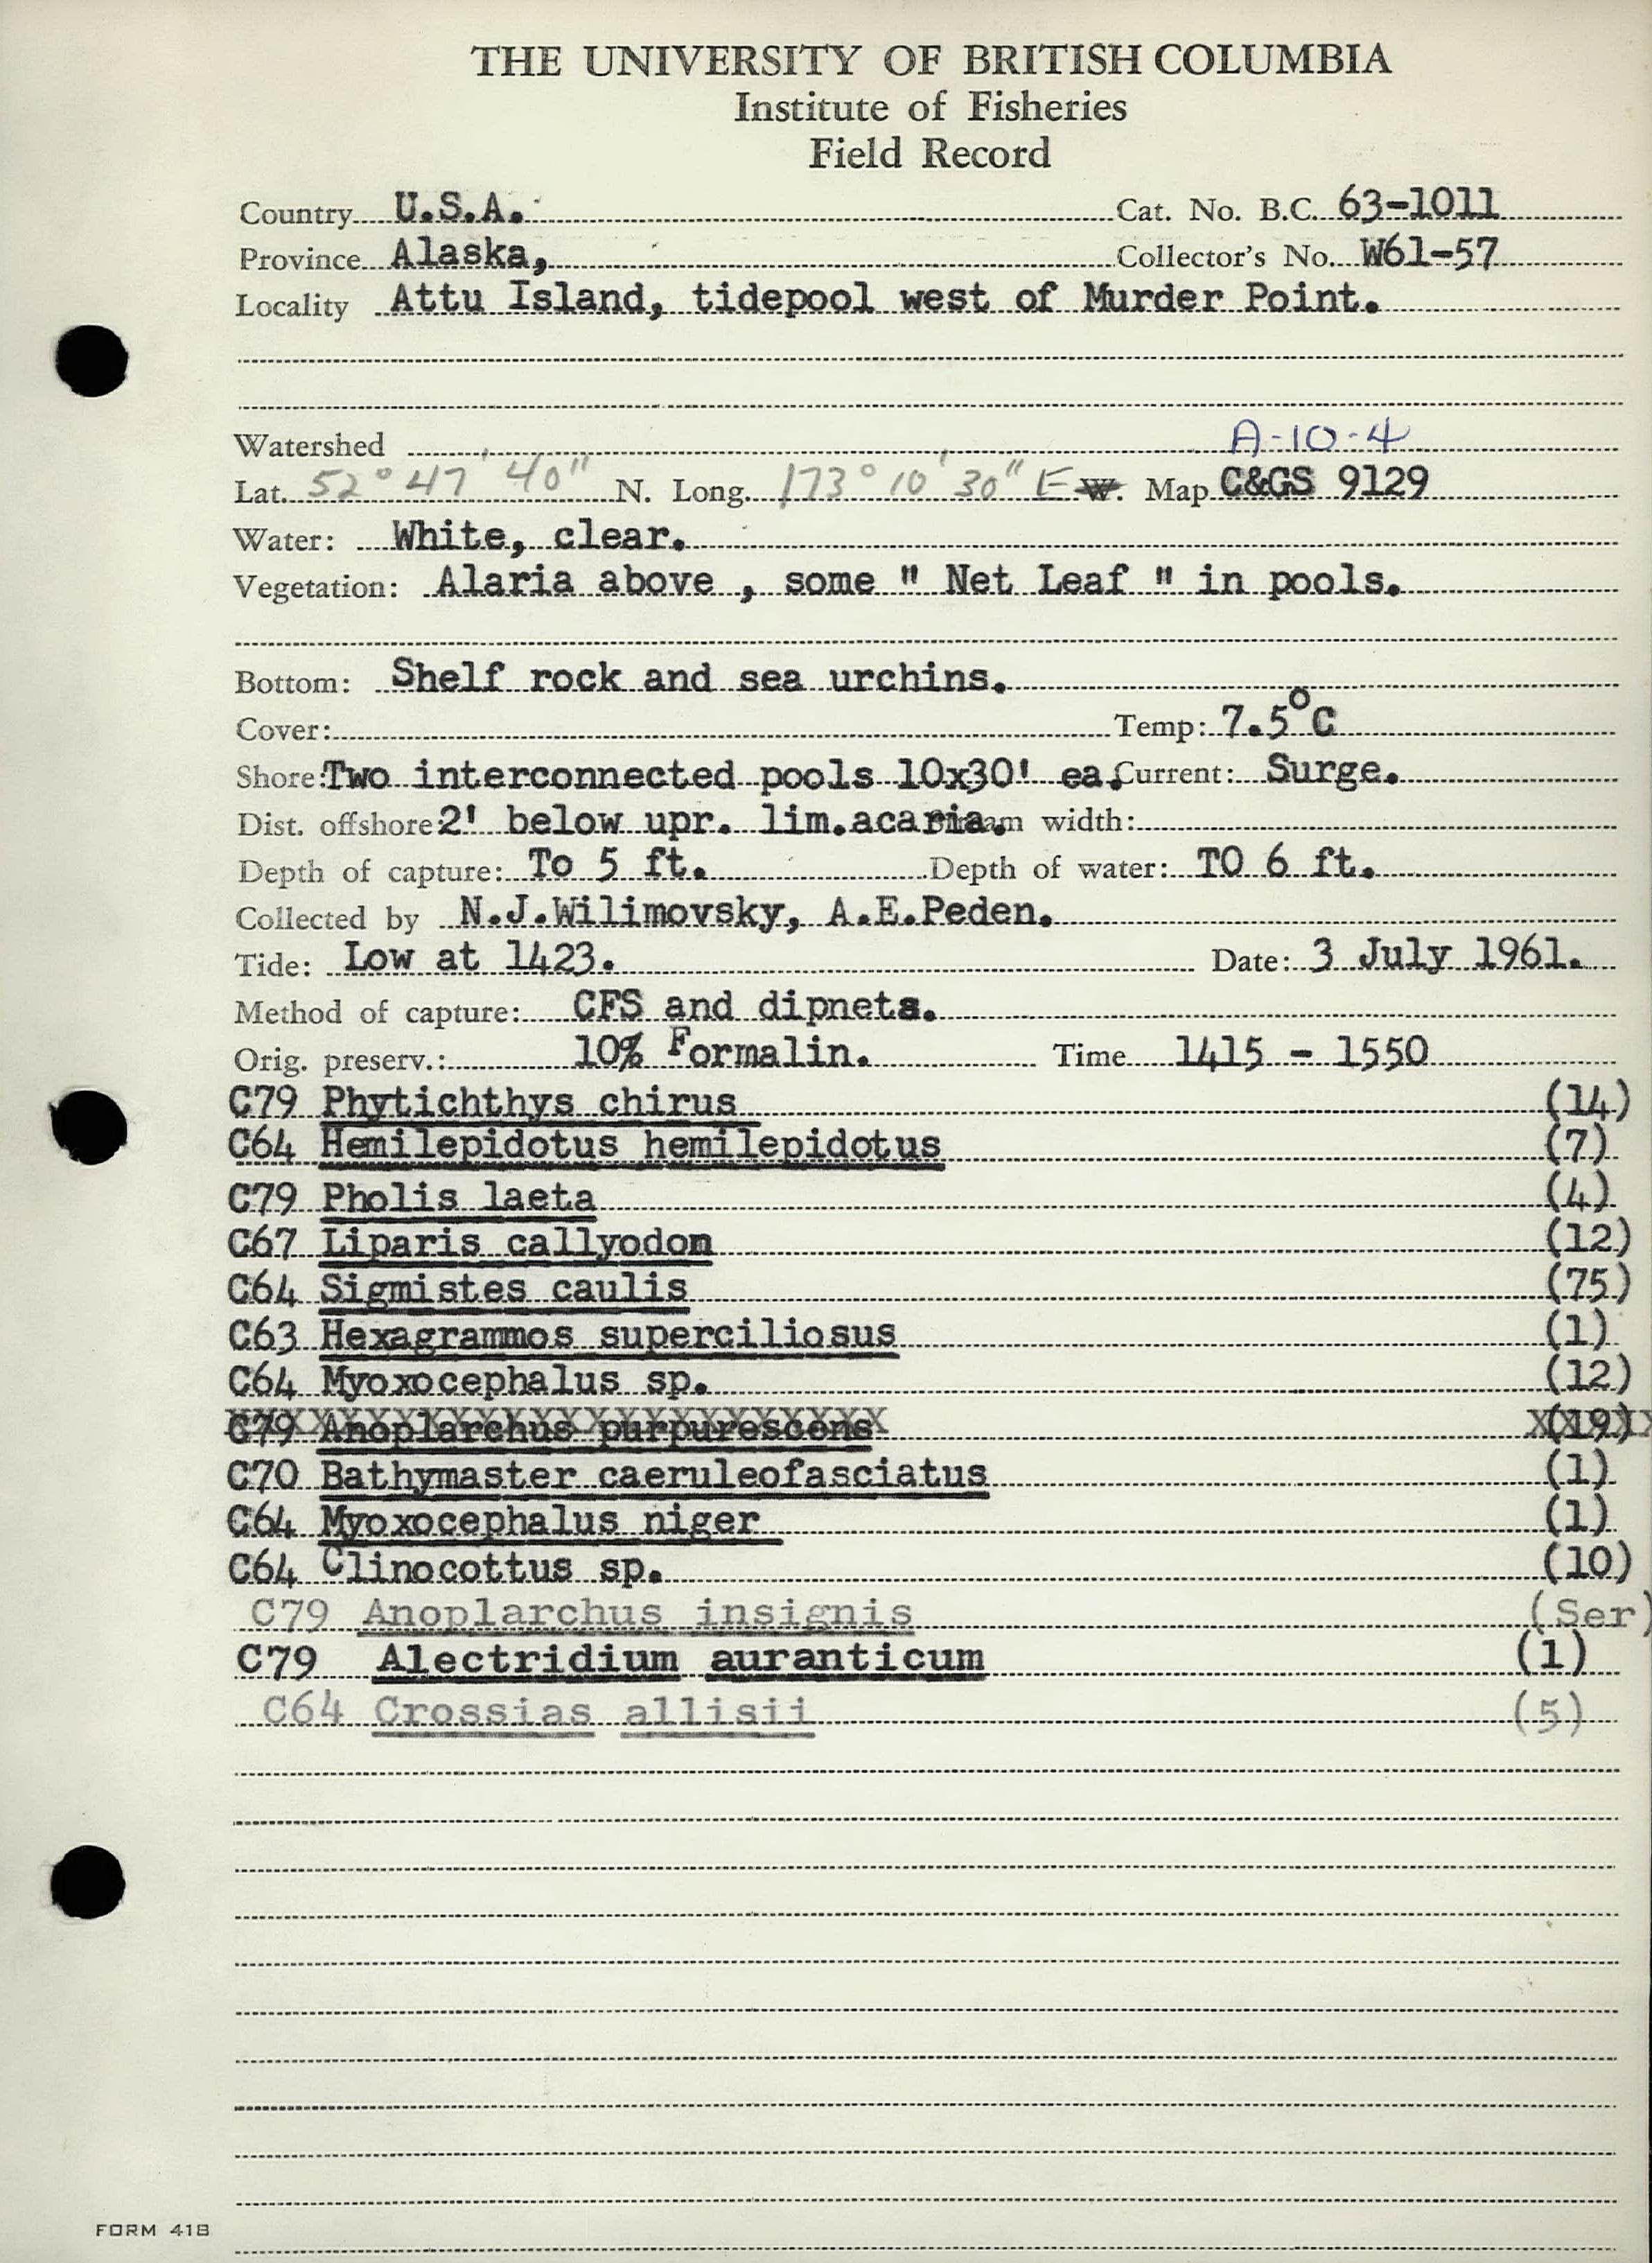 THE UNIVERSITY OF BRITISH COLUMBIA
Institute of Fisheries
Field Record
Country U.S.A. Cat. No. B.C. 63-1011
Province Alaska, Collector's No. W61-57
Locality Attu Island, tidepool west of Murder Point.
Watershed A-10-4
Lat. 52° 47' 40" N. Long. 173° 10' 30" E W. Map C&GS 9129
Water: White, clear.
Vegetation: Alaria above , some " Net Leaf " in pools.
Bottom: Shelf rock and sea urchins.
Cover: Temp: 7.5°C
Shore: Two interconnected pools 10x30' ea. Current: Surge.
Dist. offshore 2' below upr. lim.acaria. Stream width:
Depth of capture: To 5 ft. Depth of water: TO 6 ft.
Collected by N.J.Wilimovsky, A.E.Peden.
Tide: Low at 1423. Date: 3 July 1961.
Method of capture: CFS and dipnets.
Orig. preserv.: 10% Formalin. Time 1415 - 1550
C79 Phytichthys chirus (14)
C64 Hemilepidotus hemilepidotus (7)
C79 Pholis laeta (4)
C67 Liparis callyodon (12)
C64 Sigmistes caulis (75)
C63 Hexagrammos superciliosus (1)
C64 Myoxocephalus sp. (12)
C79 Anoplarchus purpurescens (19)
C70 Bathymaster caeruleofasciatus (1)
C64 Myoxocephalus niger (1)
C64 Clinocottus sp. (10)
C79 Anoplarchus insignis (Ser)
C79 Alectridium auranticum (1)
C64 Crossias allisii (5)
FORM 41B